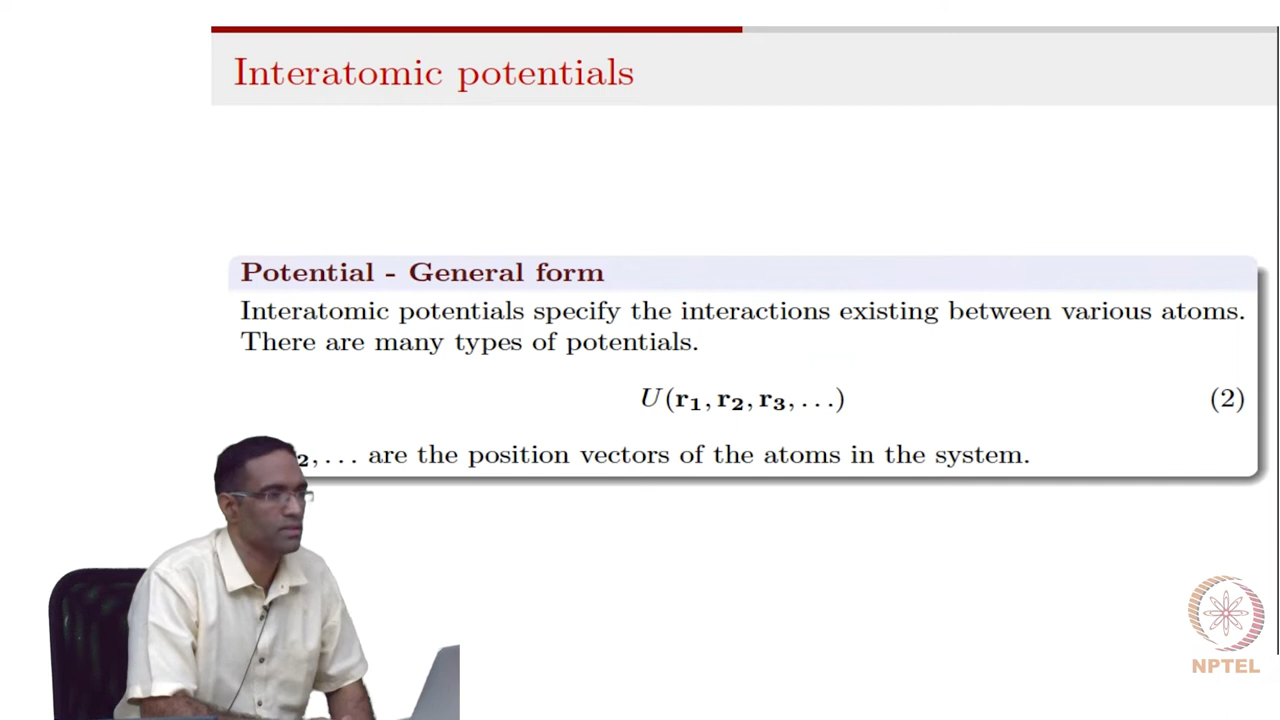 Interatomic potentials
Potential - General form
Interatomic potentials specify the interactions existing between various atoms.
There are many types of potentials.
U(r₁, r₂, r₃, . . .) (2)
₂, . . . are the position vectors of the atoms in the system.
NPTEL